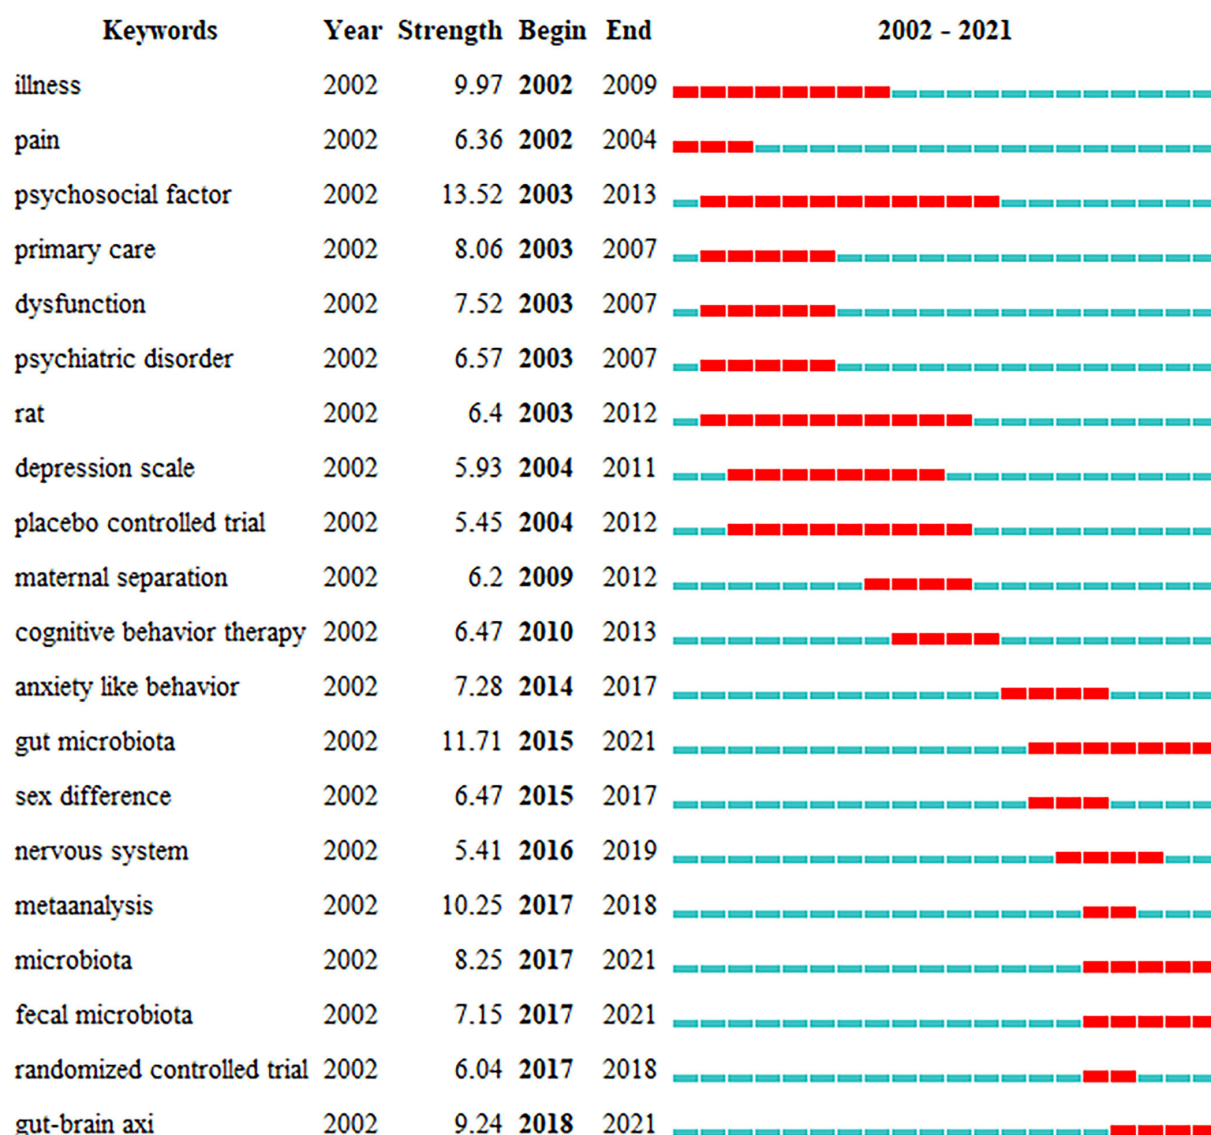 Keywords Year Strength Begin End 2002 - 2021
illness 2002 9.97 2002 2009
pain 2002 6.36 2002 2004
psychosocial factor 2002 13.52 2003 2013
primary care 2002 8.06 2003 2007
dysfunction 2002 7.52 2003 2007
psychiatric disorder 2002 6.57 2003 2007
rat 2002 6.4 2003 2012
depression scale 2002 5.93 2004 2011
placebo controlled trial 2002 5.45 2004 2012
maternal separation 2002 6.2 2009 2012
cognitive behavior therapy 2002 6.47 2010 2013
anxiety like behavior 2002 7.28 2014 2017
gut microbiota 2002 11.71 2015 2021
sex difference 2002 6.47 2015 2017
nervous system 2002 5.41 2016 2019
metaanalysis 2002 10.25 2017 2018
microbiota 2002 8.25 2017 2021
fecal microbiota 2002 7.15 2017 2021
randomized controlled trial 2002 6.04 2017 2018
gut-brain axi 2002 9.24 2018 2021